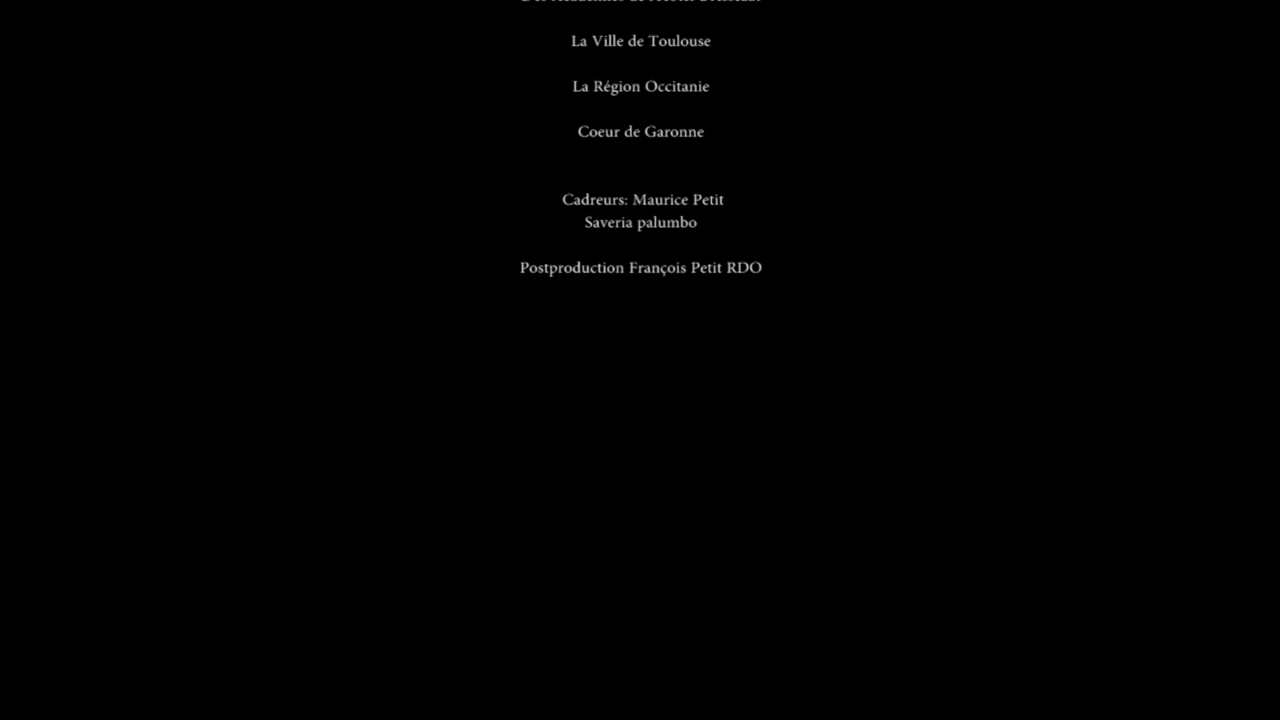 La Ville de Toulouse
La Région Occitanie
Coeur de Garonne
Cadreurs: Maurice Petit
Saveria palumbo
Postproduction François Petit RDO